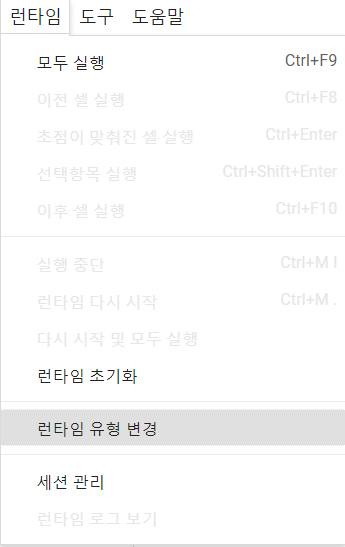 런타임 도구 도움말
모두 실행 Ctrl+F9
이전 셀 실행 Ctrl+F8
초점이 맞춰진 셀 실행 Ctrl+Enter
선택항목 실행 Ctrl+Shift+Enter
이후 셀 실행 Ctrl+F10
실행 중단 Ctrl+M I
런타임 다시 시작 Ctrl+M .
다시 시작 및 모두 실행
런타임 초기화
런타임 유형 변경
세션 관리
런타임 로그 보기